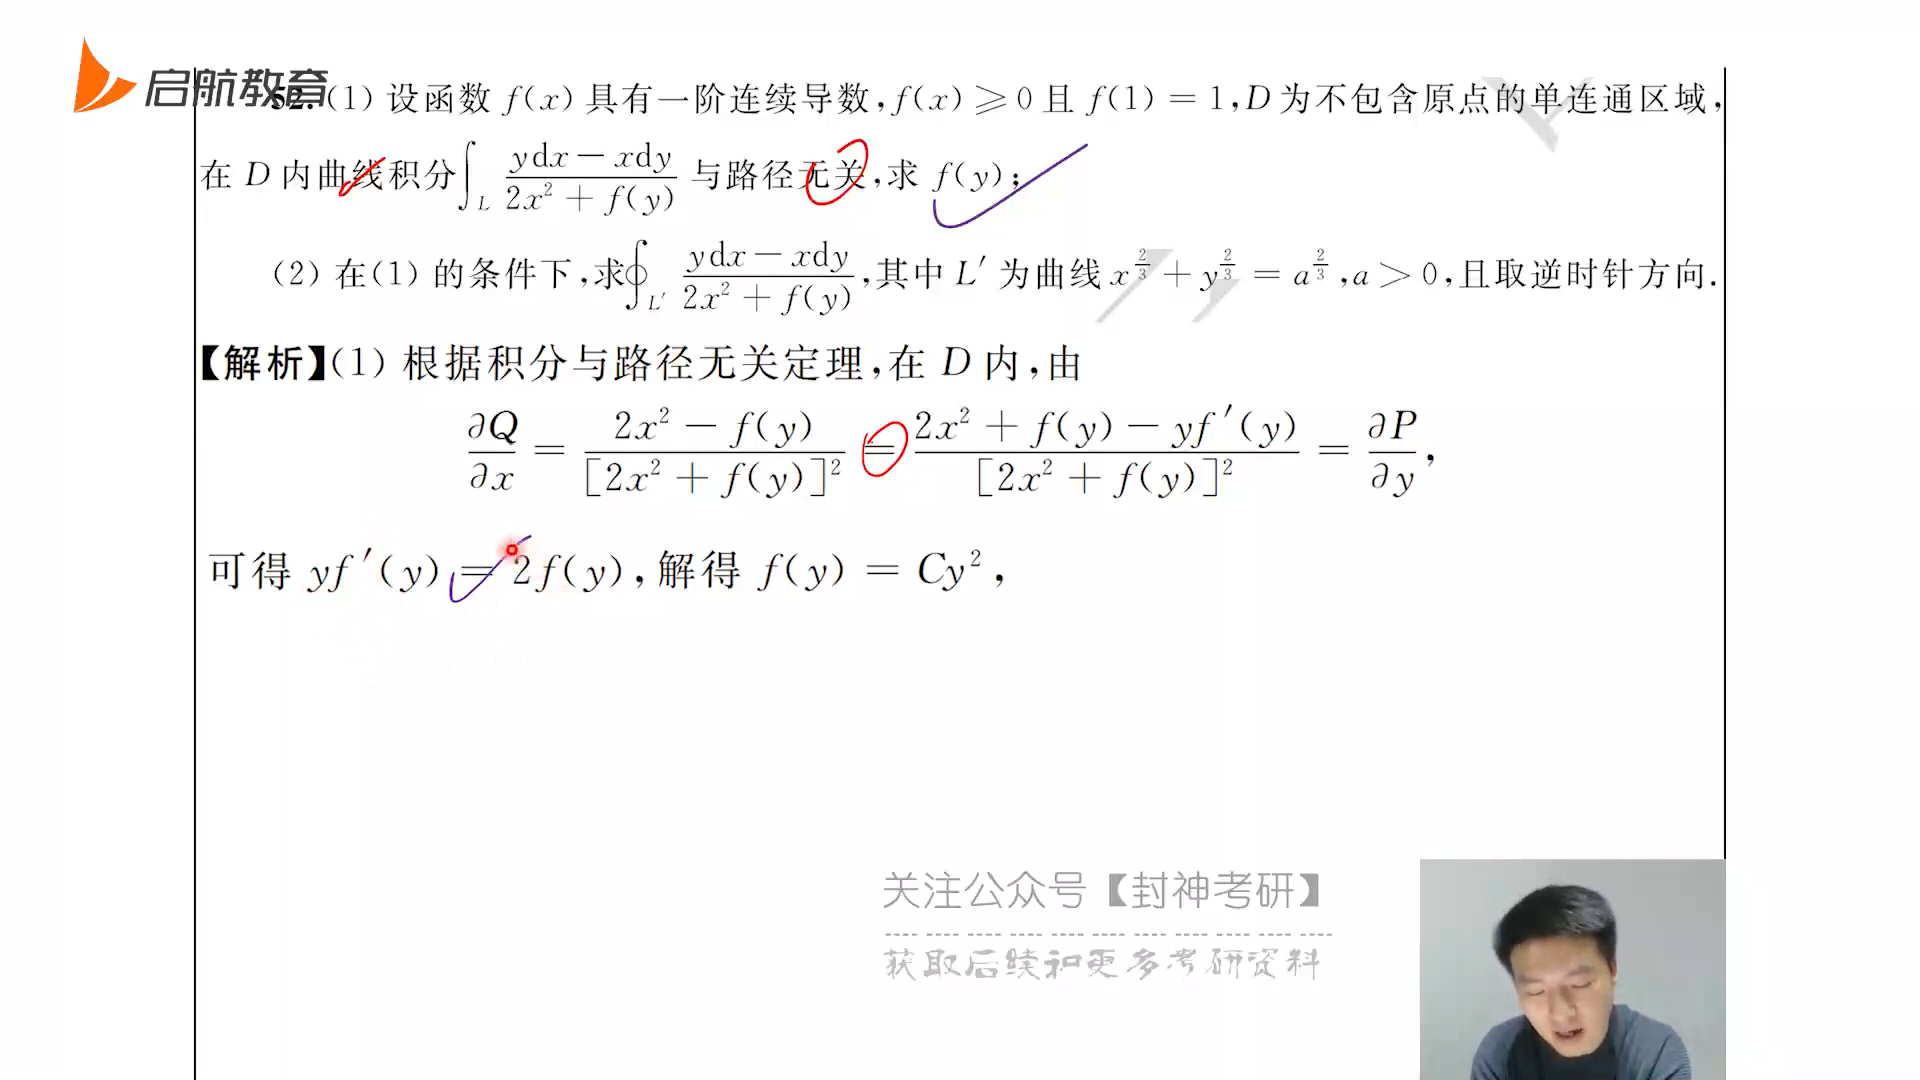 启航教育
52. (1) 设函数 f(x) 具有一阶连续导数, f(x) ⩾ 0 且 f(1) = 1, D 为不包含原点的单连通区域,
在 D 内曲线积分 ∫_L (ydx − xdy)/(2x² + f(y)) 与路径无关, 求 f(y);
(2) 在(1) 的条件下, 求∮_L′ (ydx − xdy)/(2x² + f(y)), 其中 L′ 为曲线 x^(2/3) + y^(2/3) = a^(2/3), a > 0, 且取逆时针方向.
【解析】(1) 根据积分与路径无关定理, 在 D 内, 由
∂Q/∂x = (2x² − f(y))/[2x² + f(y)]² = (2x² + f(y) − yf′(y))/[2x² + f(y)]² = ∂P/∂y,
可得 yf′(y) = 2f(y), 解得 f(y) = Cy²,
关注公众号【封神考研】
获取后续和更多考研资料